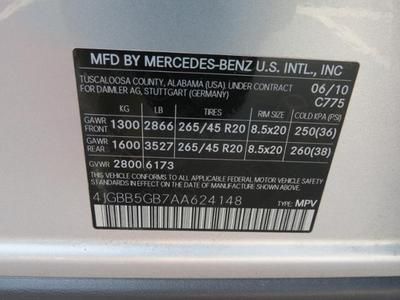 MFD BY MERCEDES-BENZ U.S. INTL., INC
TUSCALOOSA COUNTY, ALABAMA (USA), UNDER CONTRACT 06/10
FOR DAIMLER AG, STUTTGART (GERMANY) C775
KG LB TIRES RIM SIZE COLD KPA (PSI)
GAWR FRONT 1300 2866 265/45 R20 8.5x20 250(36)
GAWR REAR 1600 3527 265/45 R20 8.5x20 260(38)
GVWR 2800 6173
THIS VEHICLE CONFORMS TO ALL APPLICABLE U.S. FEDERAL MOTOR VEHICLE
SAFETY STANDARDS IN EFFECT ON THE DATE OF MANUFACTURE SHOWN ABOVE.
4JGBB5GB7AA624148
TYPE: MPV